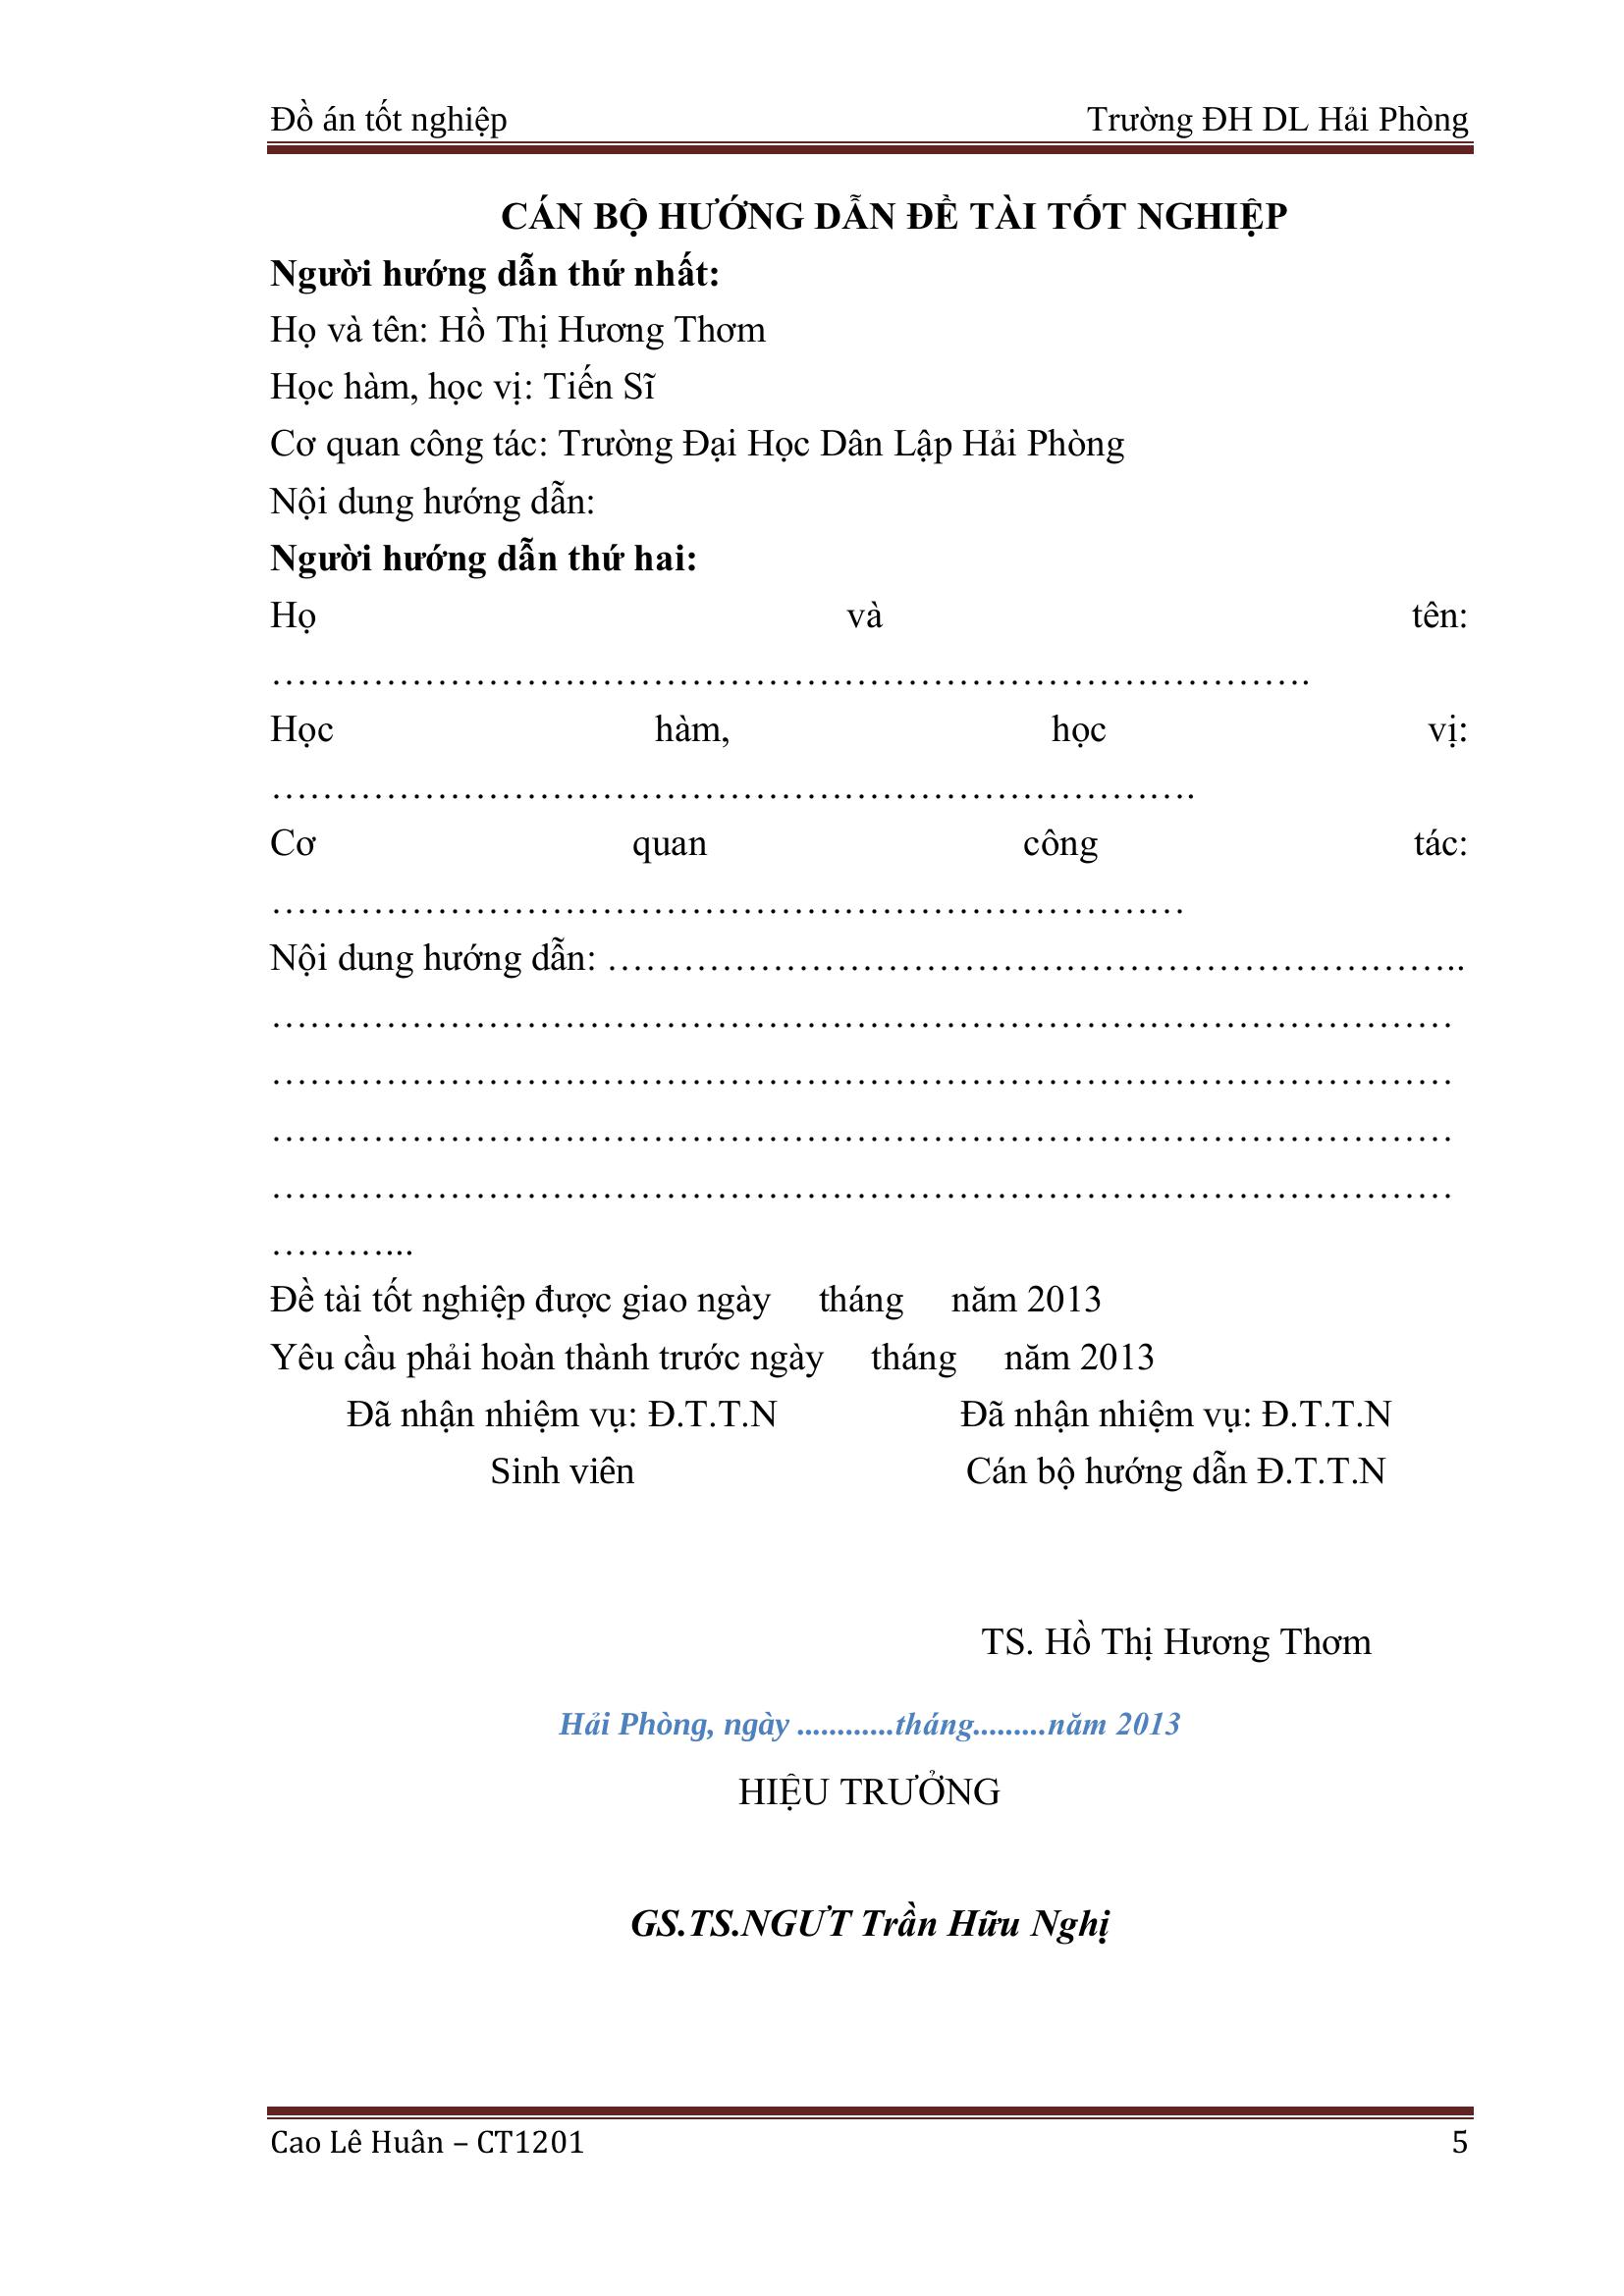 Đồ án tốt nghiệp Trường ĐH DL Hải Phòng
CÁN BỘ HƯỚNG DẪN ĐỀ TÀI TỐT NGHIỆP
Người hướng dẫn thứ nhất:
Họ và tên: Hồ Thị Hương Thơm
Học hàm, học vị: Tiến Sĩ
Cơ quan công tác: Trường Đại Học Dân Lập Hải Phòng
Nội dung hướng dẫn:
Người hướng dẫn thứ hai:
Họ và tên:
……………………………………………………………………….
Học hàm, học vị:
……………………………………………………………….
Cơ quan công tác:
………………………………………………………………
Nội dung hướng dẫn: ………………………………………………………….……..
…………………………………………………………………………………
…………………………………………………………………………………
…………………………………………………………………………………
…………………………………………………………………………………
………...
Đề tài tốt nghiệp được giao ngày tháng năm 2013
Yêu cầu phải hoàn thành trước ngày tháng năm 2013
Đã nhận nhiệm vụ: Đ.T.T.N Đã nhận nhiệm vụ: Đ.T.T.N
Sinh viên Cán bộ hướng dẫn Đ.T.T.N
TS. Hồ Thị Hương Thơm
Hải Phòng, ngày ............tháng.........năm 2013
HIỆU TRƯỞNG
GS.TS.NGƯT Trần Hữu Nghị
Cao Lê Huân – CT1201 5